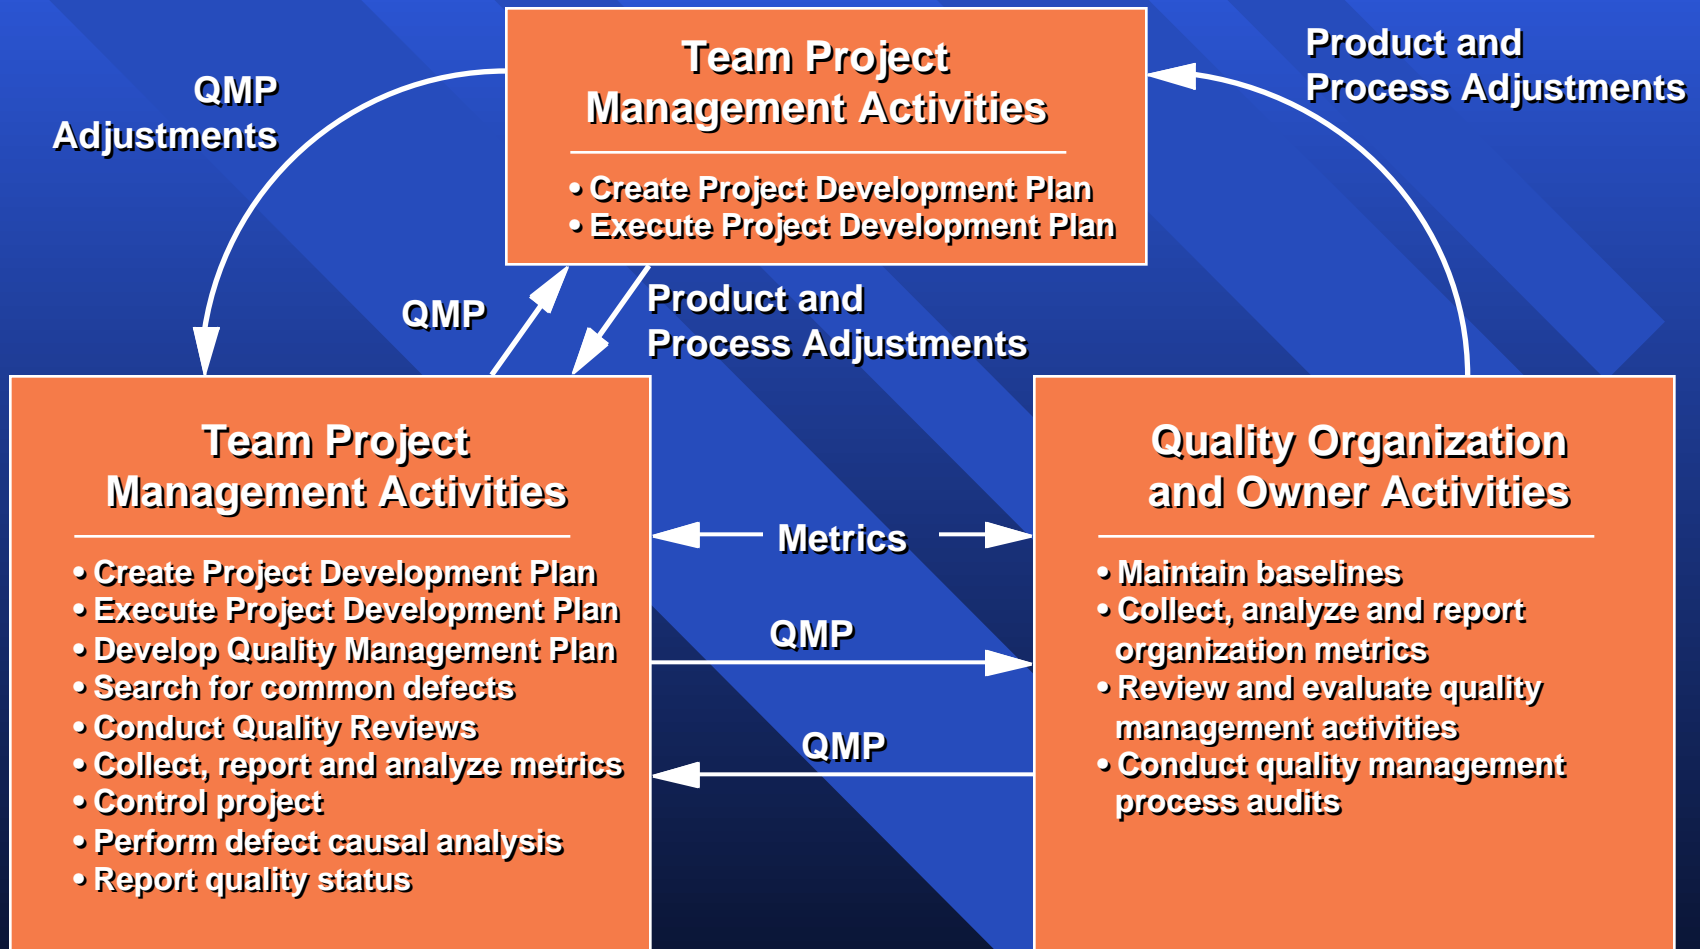 Team Project
Management Activities
• Create Project Development Plan
• Execute Project Development Plan
QMP
Adjustments
Product and
Process Adjustments
QMP
Product and
Process Adjustments
Team Project
Management Activities
• Create Project Development Plan
• Execute Project Development Plan
• Develop Quality Management Plan
• Search for common defects
• Conduct Quality Reviews
• Collect, report and analyze metrics
• Control project
• Perform defect causal analysis
• Report quality status
Metrics
QMP
QMP
Quality Organization
and Owner Activities
• Maintain baselines
• Collect, analyze and report
organization metrics
• Review and evaluate quality
management activities
• Conduct quality management
process audits